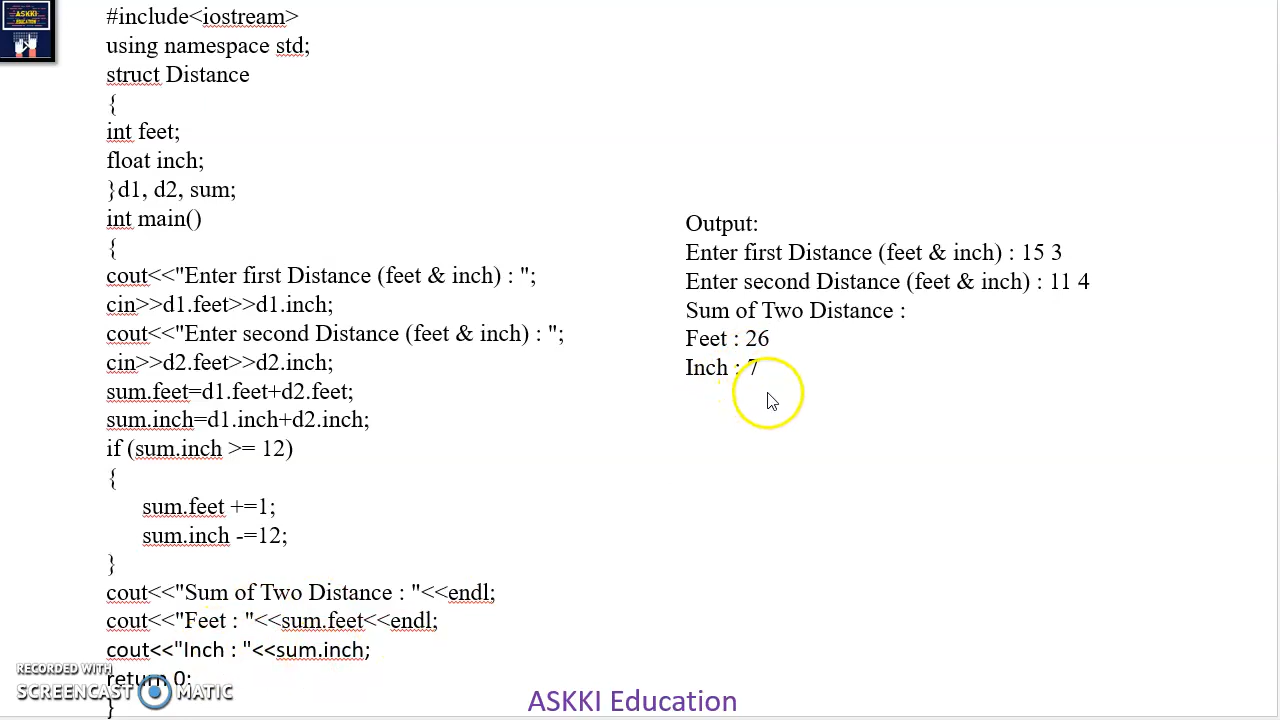 ASKKI
EDUCATION
#include<iostream>
using namespace std;
struct Distance
{
int feet;
float inch;
}d1, d2, sum;
int main()
{
cout<<"Enter first Distance (feet & inch) : ";
cin>>d1.feet>>d1.inch;
cout<<"Enter second Distance (feet & inch) : ";
cin>>d2.feet>>d2.inch;
sum.feet=d1.feet+d2.feet;
sum.inch=d1.inch+d2.inch;
if (sum.inch >= 12)
{
sum.feet +=1;
sum.inch -=12;
}
cout<<"Sum of Two Distance : "<<endl;
cout<<"Feet : "<<sum.feet<<endl;
cout<<"Inch : "<<sum.inch;
return 0;
}
Output:
Enter first Distance (feet & inch) : 15 3
Enter second Distance (feet & inch) : 11 4
Sum of Two Distance :
Feet : 26
Inch : 7
RECORDED WITH
SCREENCAST MATIC
ASKKI Education